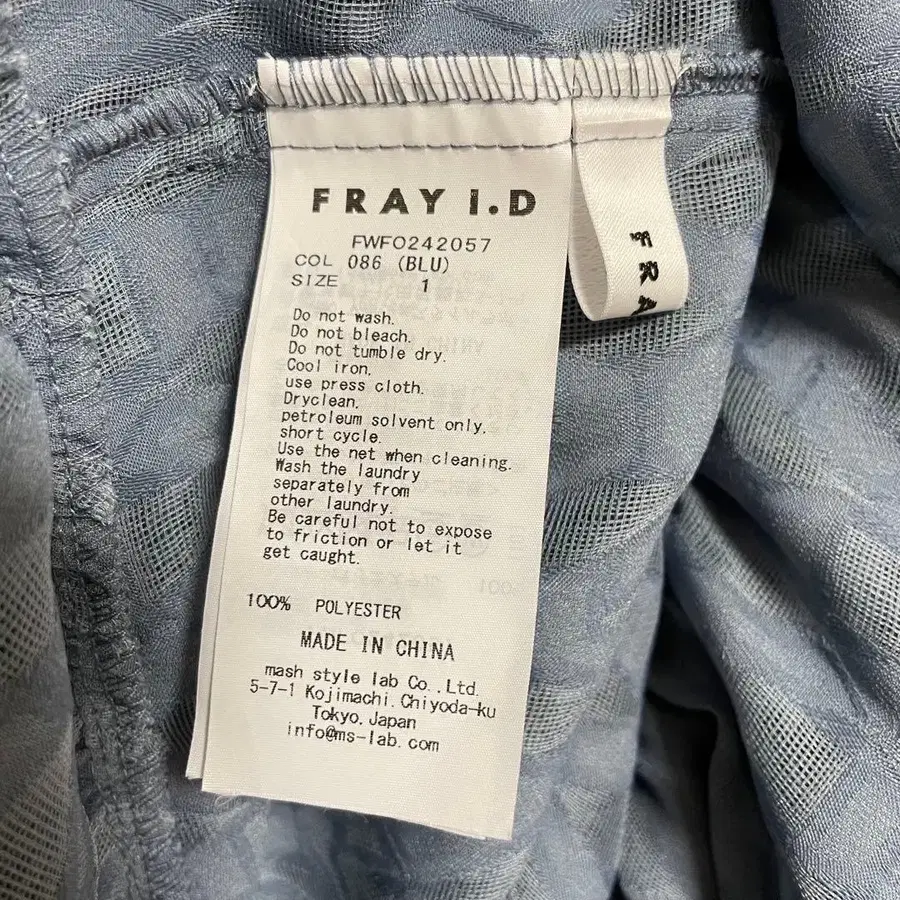 FRAY I.D
FWFO242057
COL 086 (BLU)
SIZE 1
Do not wash.
Do not bleach.
Do not tumble dry.
Cool iron.
use press cloth.
Dryclean.
petroleum solvent only.
short cycle.
Use the net when cleaning.
Wash the laundry
separately from
other laundry.
Be careful not to expose
to friction or let it
get caught.
100% POLYESTER
MADE IN CHINA
mash style lab Co.,Ltd.
5-7-1 Kojimachi.Chiyoda-ku
Tokyo.Japan
info@ms-lab.com
FRA